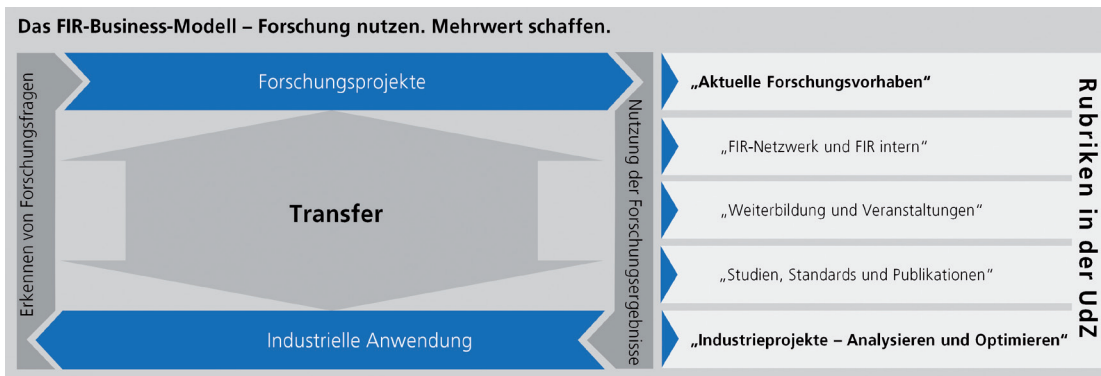 Das FIR-Business-Modell – Forschung nutzen. Mehrwert schaffen.
Erkennen von Forschungsfragen
Forschungsprojekte
Transfer
Industrielle Anwendung
Nutzung der Forschungsergebnisse
„Aktuelle Forschungsvorhaben“
„FIR-Netzwerk und FIR intern“
„Weiterbildung und Veranstaltungen“
„Studien, Standards und Publikationen“
„Industrieprojekte – Analysieren und Optimieren“
Rubriken in der UdZ